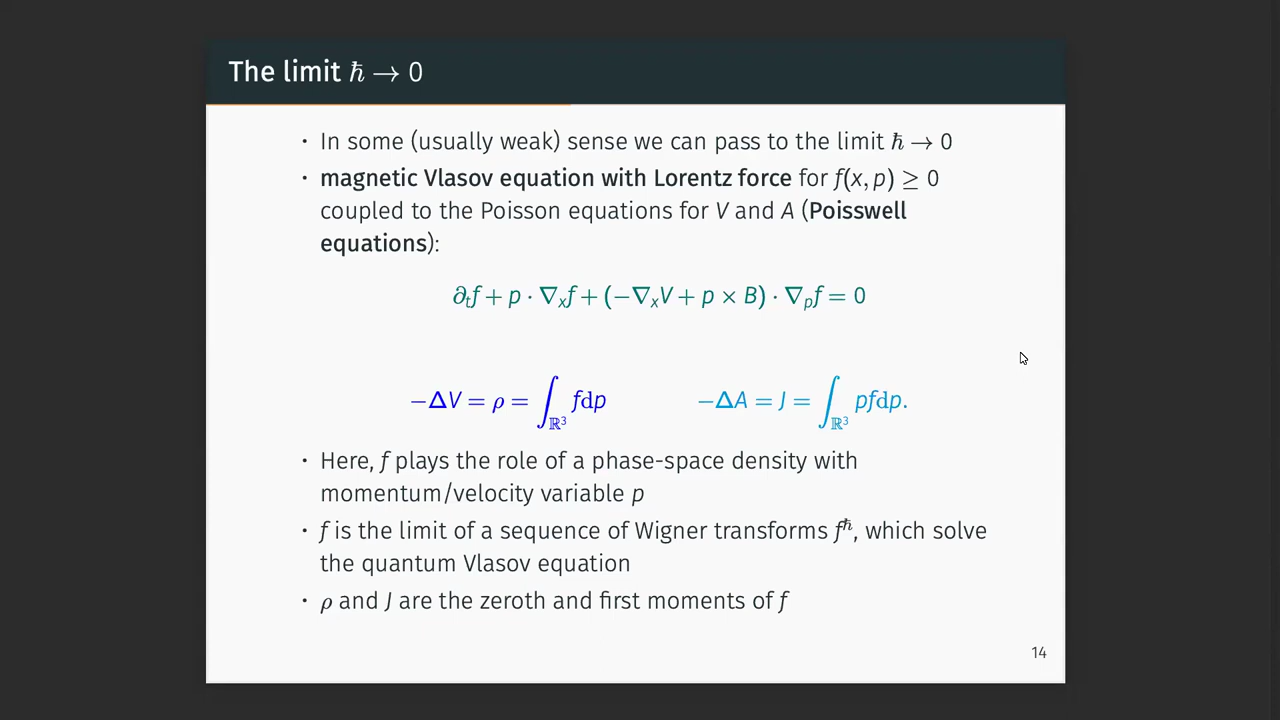 The limit ℏ → 0
• In some (usually weak) sense we can pass to the limit ℏ → 0
• magnetic Vlasov equation with Lorentz force for f(x, p) ≥ 0
coupled to the Poisson equations for V and A (Poisswell
equations):
∂ₜf + p · ∇ₓf + (−∇ₓV + p × B) · ∇ₚf = 0
−ΔV = ρ = ∫_ℝ³ fdp −ΔA = J = ∫_ℝ³ pfdp.
• Here, f plays the role of a phase-space density with
momentum/velocity variable p
• f is the limit of a sequence of Wigner transforms f^ℏ, which solve
the quantum Vlasov equation
• ρ and J are the zeroth and first moments of f
14